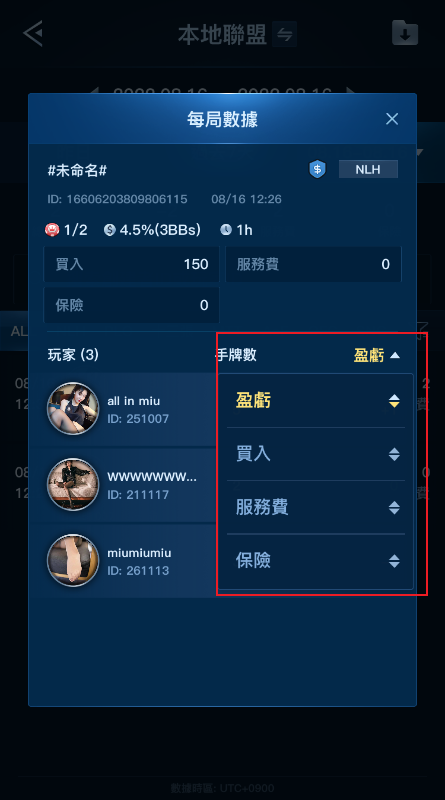 本地聯盟
每局數據
#未命名#
NLH
ID: 16606203809806115 08/16 12:26
1/2 4.5%(3BBs) 1h
買入 150 服務費 0
保險 0
AL
玩家 (3) 手牌數 盈虧
all in miu
ID: 251007
WWWWWWW...
ID: 211117
miumiumiu
ID: 261113
盈虧
買入
服務費
保險
數據時區: UTC+0900